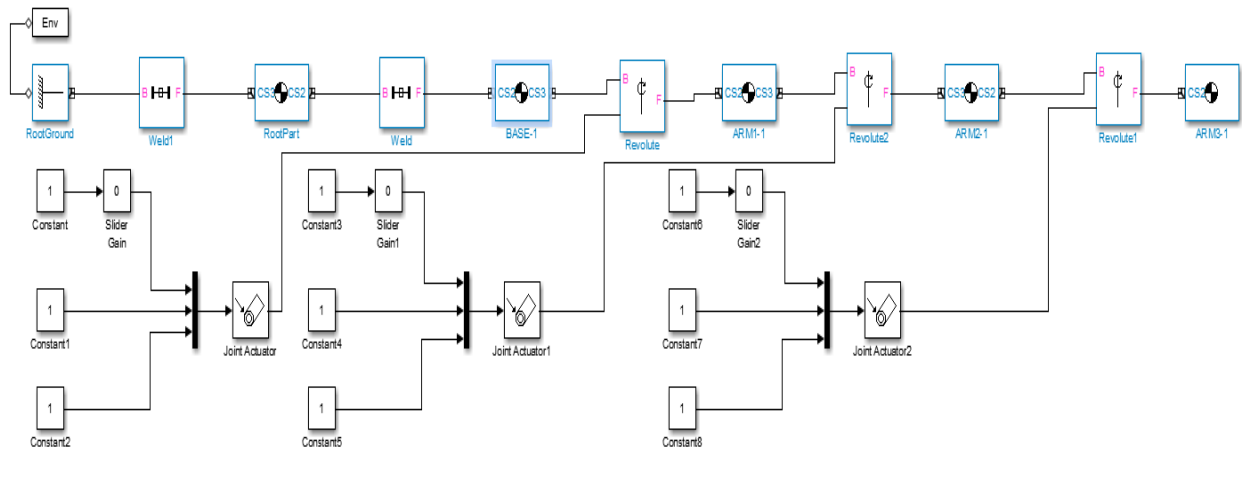 Env
B F
CS3 CS2
B F
CS2 CS3
B
F
CS2 CS3
B
F
CS3 CS2
B
F
CS2
RootGround
Weld1
RootPart
Weld
BASE-1
Revolute
ARM1-1
Revolute2
ARM2-1
Revolute1
ARM3-1
1
0
1
0
1
0
Constant
Slider
Gain
Constant3
Slider
Gain1
Constant6
Slider
Gain2
1
1
1
Constant1
Joint Actuator
Constant4
Joint Actuator1
Constant7
Joint Actuator2
1
1
1
Constant2
Constant5
Constant8